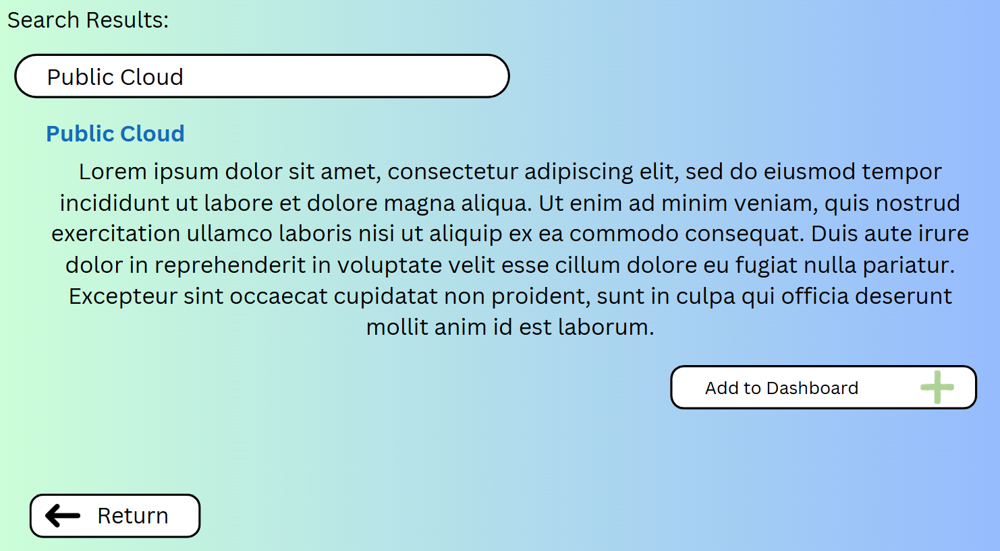 Search Results:
Public Cloud
Public Cloud
Lorem ipsum dolor sit amet, consectetur adipiscing elit, sed do eiusmod tempor
incididunt ut labore et dolore magna aliqua. Ut enim ad minim veniam, quis nostrud
exercitation ullamco laboris nisi ut aliquip ex ea commodo consequat. Duis aute irure
dolor in reprehenderit in voluptate velit esse cillum dolore eu fugiat nulla pariatur.
Excepteur sint occaecat cupidatat non proident, sunt in culpa qui officia deserunt
mollit anim id est laborum.
Add to Dashboard
Return